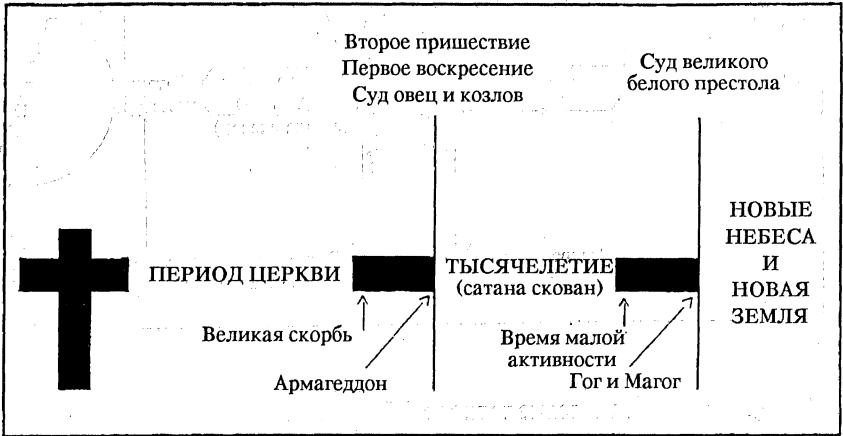 Второе пришествие
Первое воскресение
Суд овец и козлов
Суд великого
белого престола
ПЕРИОД ЦЕРКВИ
ТЫСЯЧЕЛЕТИЕ
(сатана скован)
НОВЫЕ
НЕБЕСА
И
НОВАЯ
ЗЕМЛЯ
Великая скорбь
Армагеддон
Время малой
активности
Гог и Магог